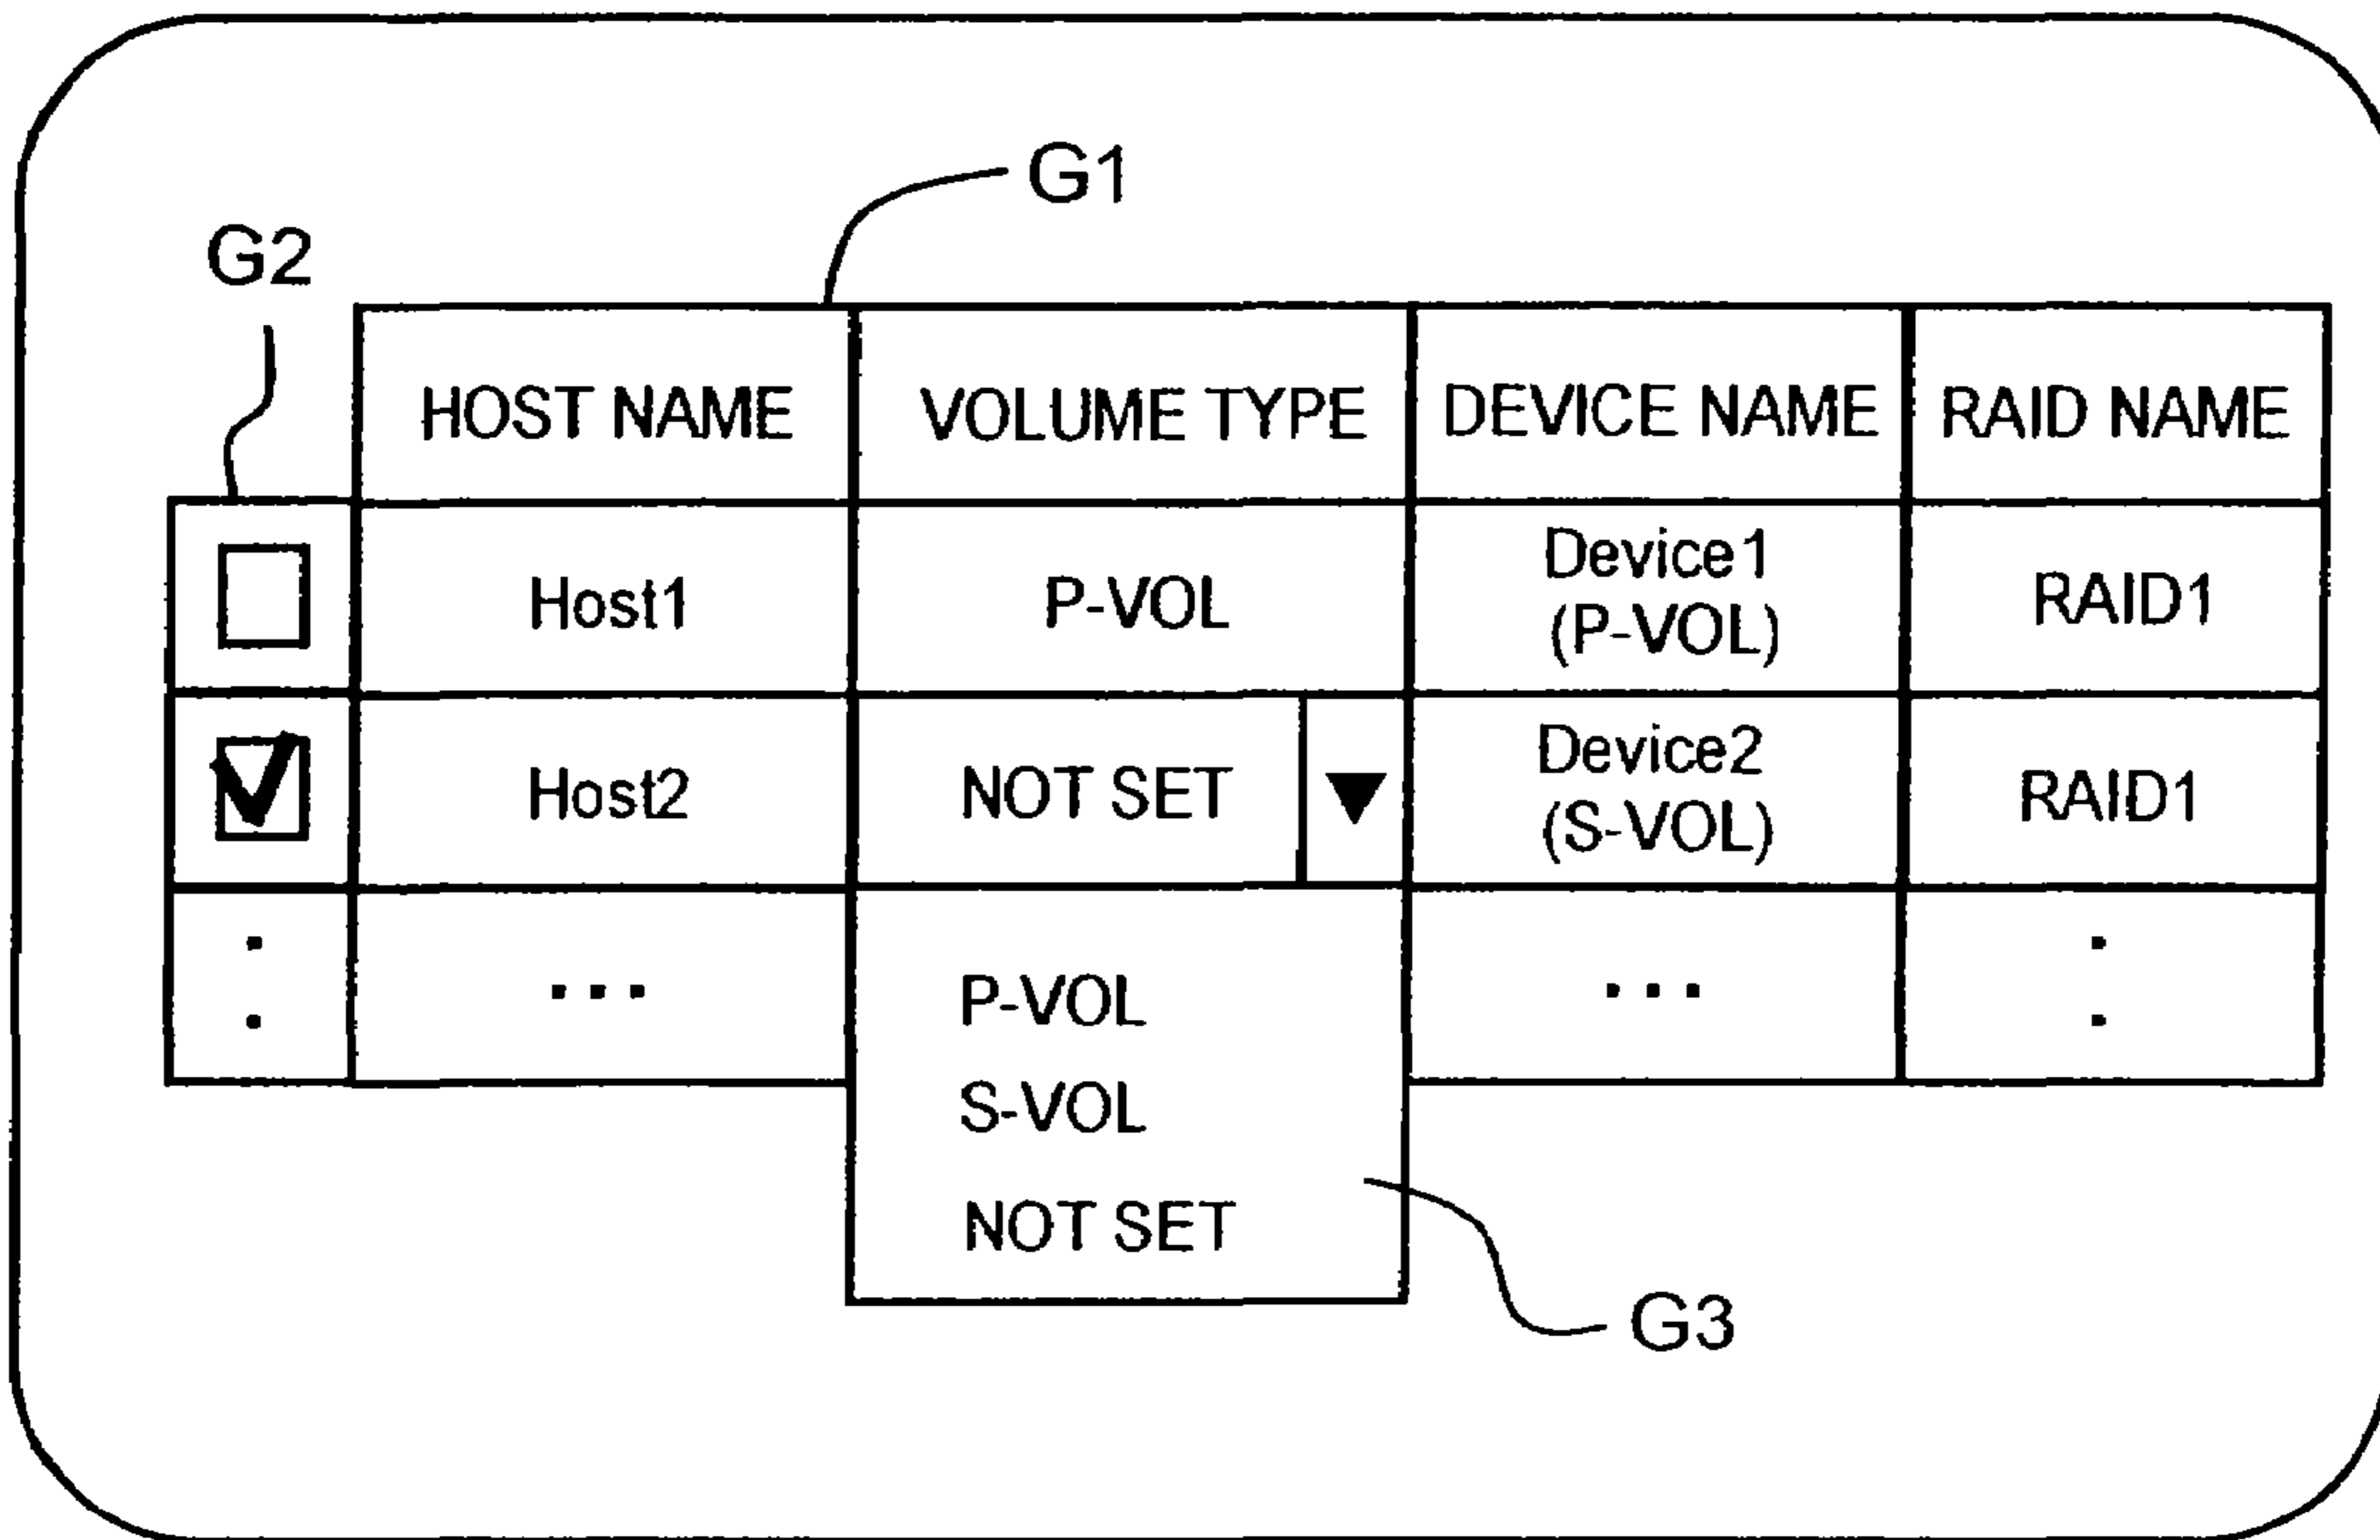 G1
G2
HOST NAME VOLUME TYPE DEVICE NAME RAID NAME
Host1 P-VOL Device1 (P-VOL) RAID1
Host2 NOT SET ▼ Device2 (S-VOL) RAID1
: ... ... :
P-VOL
S-VOL
NOT SET
G3